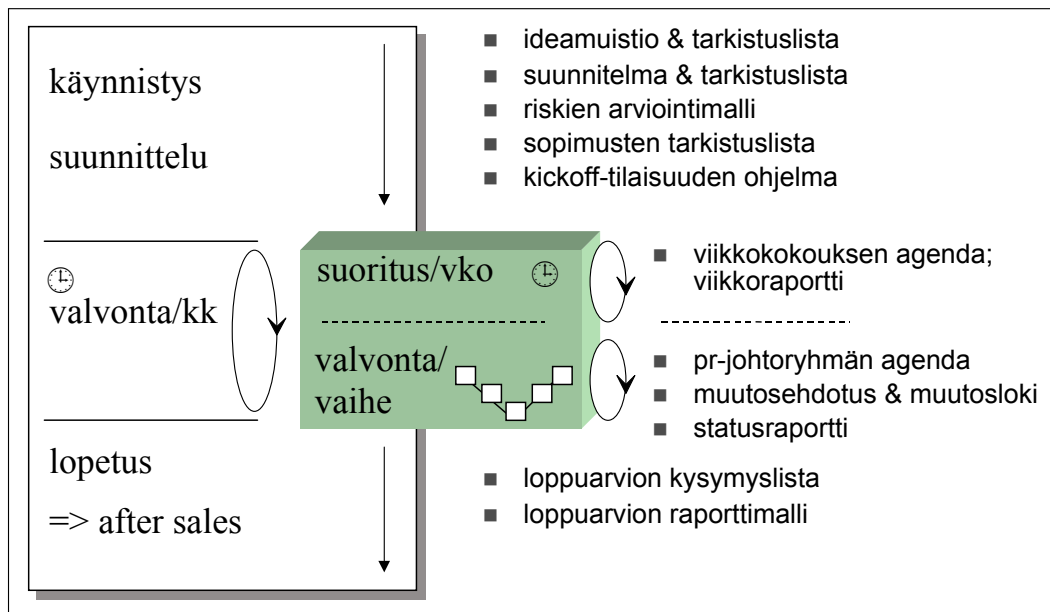 käynnistys
suunnittelu
ideamuistio & tarkistuslista
suunnitelma & tarkistuslista
riskien arviointimalli
sopimusten tarkistuslista
kickoff-tilaisuuden ohjelma
valvonta/kk
suoritus/vko
valvonta/
vaihe
viikkokokouksen agenda;
viikkoraportti
pr-johtoryhmän agenda
muutosehdotus & muutosloki
statusraportti
lopetus
=> after sales
loppuarvion kysymyslista
loppuarvion raporttimalli